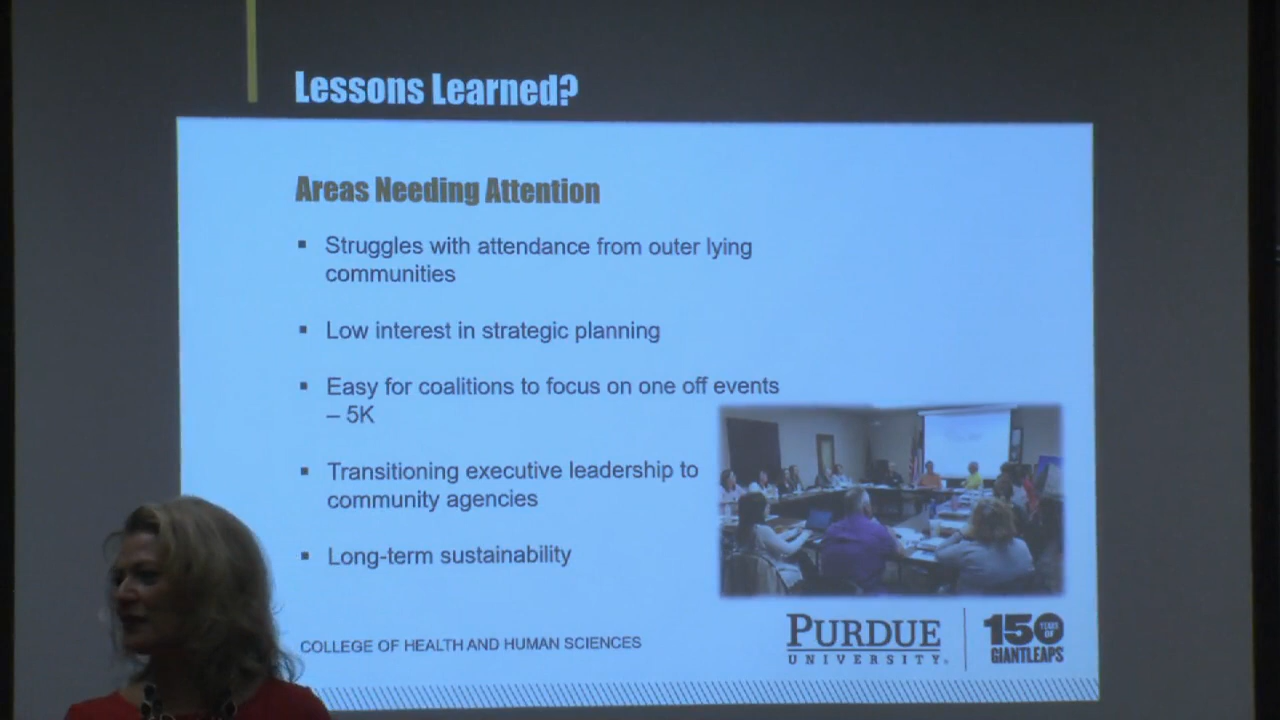 Lessons Learned?
Areas Needing Attention
▪ Struggles with attendance from outer lying
communities
▪ Low interest in strategic planning
▪ Easy for coalitions to focus on one off events
– 5K
▪ Transitioning executive leadership to
community agencies
▪ Long-term sustainability
COLLEGE OF HEALTH AND HUMAN SCIENCES
PURDUE
UNIVERSITY®
150 YEARS OF
GIANT LEAPS